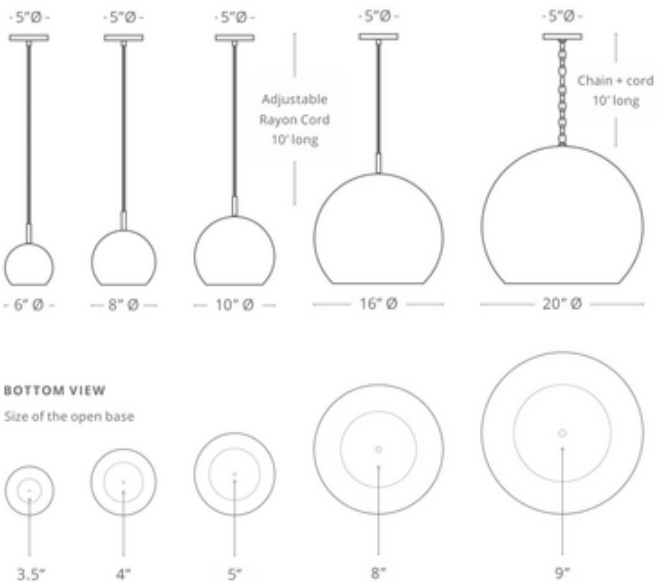 5"Ø
5"Ø
5"Ø
5"Ø
5"Ø
Adjustable
Rayon Cord
10' long
Chain + cord
10' long
6" Ø
8" Ø
10" Ø
16" Ø
20" Ø
BOTTOM VIEW
Size of the open base
3.5"
4"
5"
8"
9"